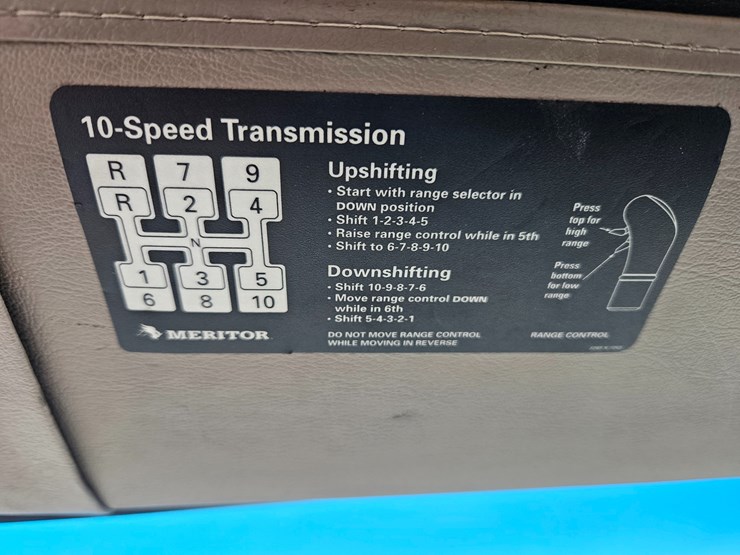 10-Speed Transmission
R 7 9
R 2 4
N
1 3 5
6 8 10
MERITOR
Upshifting
• Start with range selector in
DOWN position
• Shift 1-2-3-4-5
• Raise range control while in 5th
• Shift to 6-7-8-9-10
Downshifting
• Shift 10-9-8-7-6
• Move range control DOWN
while in 6th
• Shift 5-4-3-2-1
DO NOT MOVE RANGE CONTROL
WHILE MOVING IN REVERSE
Press
top for
high
range
Press
bottom
for low
range
RANGE CONTROL